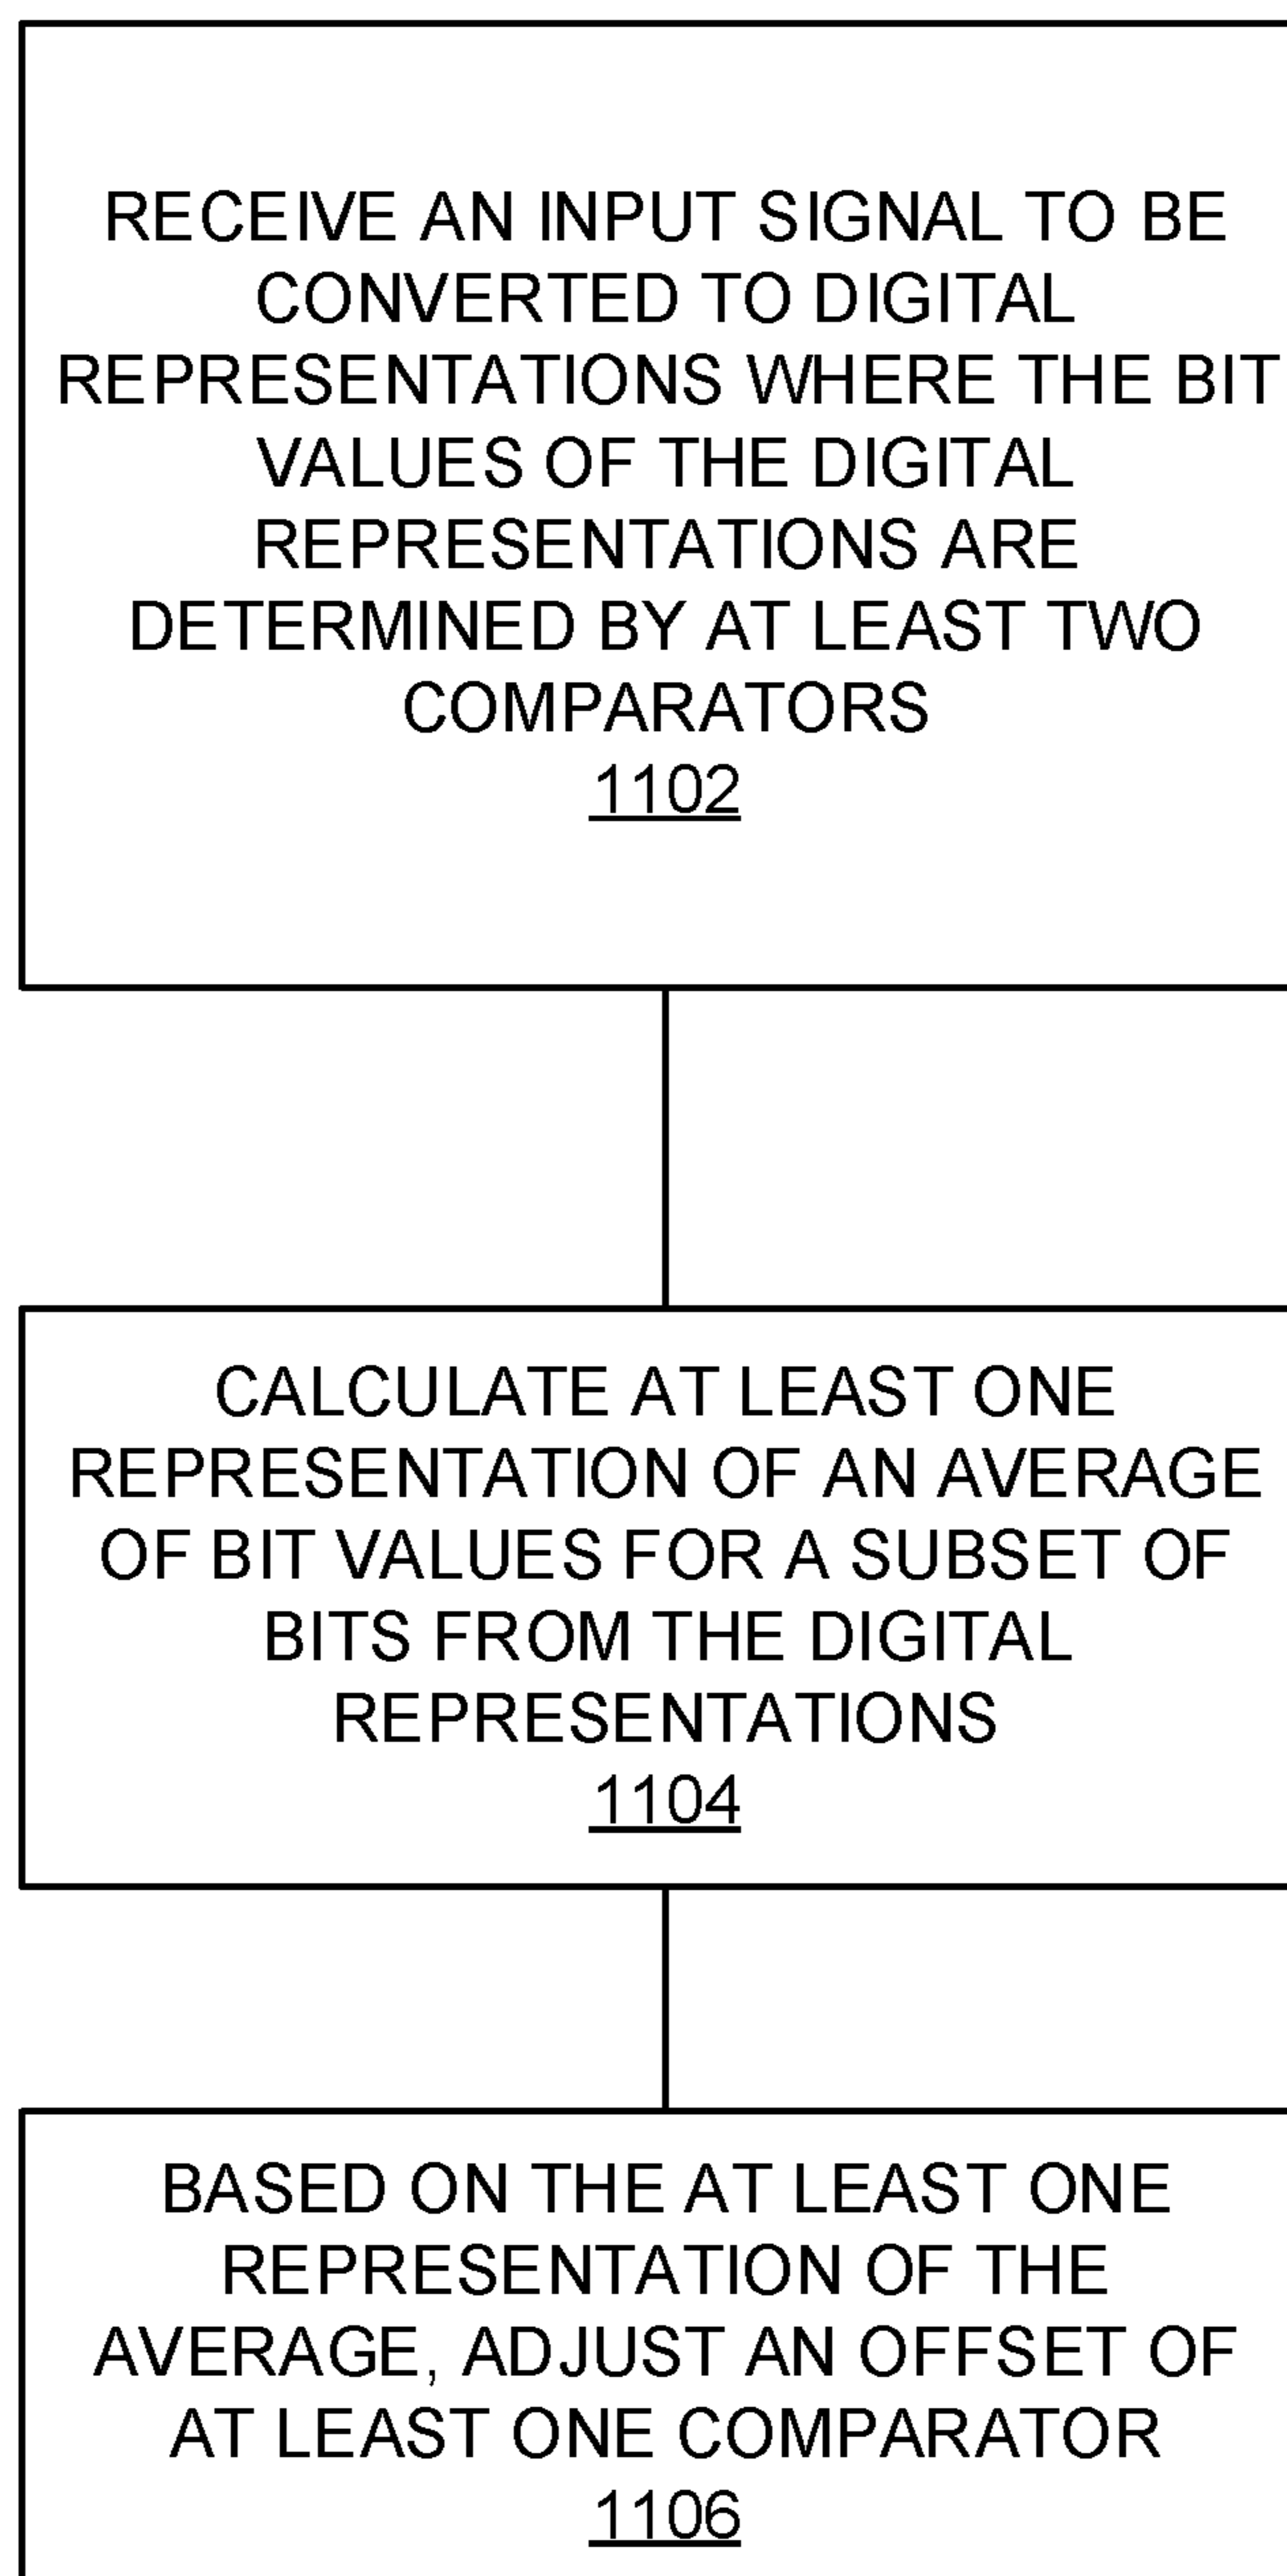 RECEIVE AN INPUT SIGNAL TO BE
CONVERTED TO DIGITAL
REPRESENTATIONS WHERE THE BIT
VALUES OF THE DIGITAL
REPRESENTATIONS ARE
DETERMINED BY AT LEAST TWO
COMPARATORS
1102
CALCULATE AT LEAST ONE
REPRESENTATION OF AN AVERAGE
OF BIT VALUES FOR A SUBSET OF
BITS FROM THE DIGITAL
REPRESENTATIONS
1104
BASED ON THE AT LEAST ONE
REPRESENTATION OF THE
AVERAGE, ADJUST AN OFFSET OF
AT LEAST ONE COMPARATOR
1106